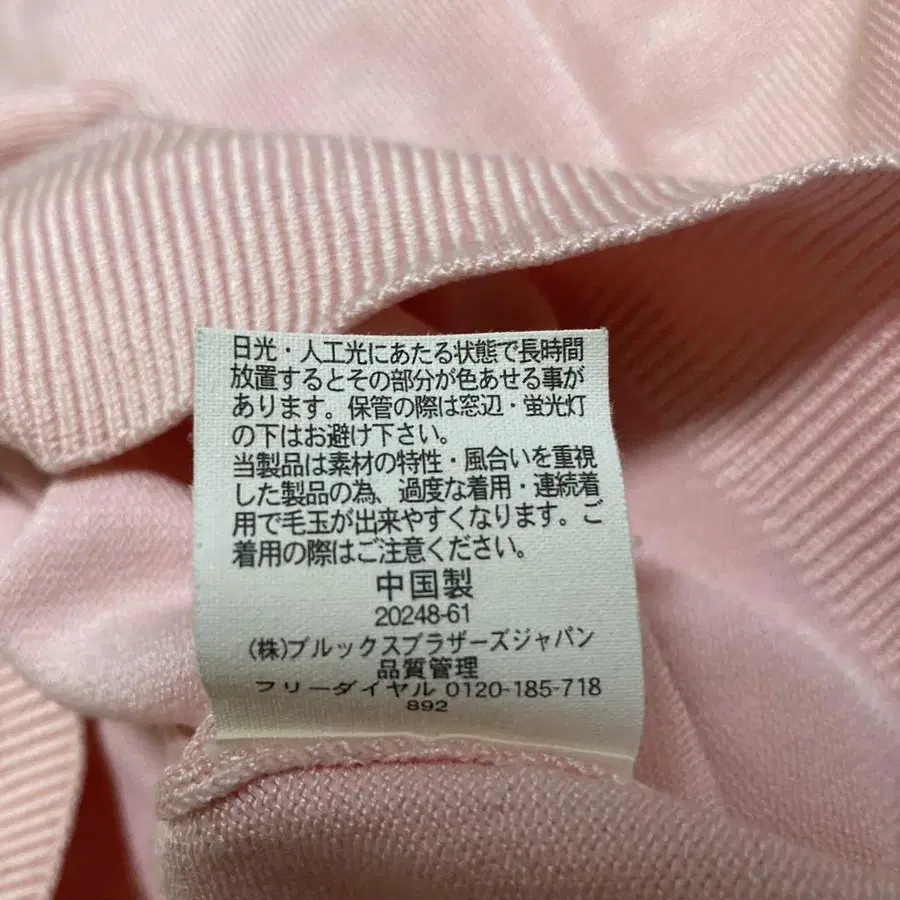 日光・人工光にあたる状態で長時間
放置するとその部分が色あせる事が
あります。保管の際は窓辺・蛍光灯
の下はお避け下さい。
当製品は素材の特性・風合いを重視
した製品の為、過度な着用・連続着
用で毛玉が出来やすくなります。ご
着用の際はご注意ください。
中国製
20248-61
(株)ブルックスブラザーズジャパン
品質管理
フリーダイヤル 0120-185-718
892